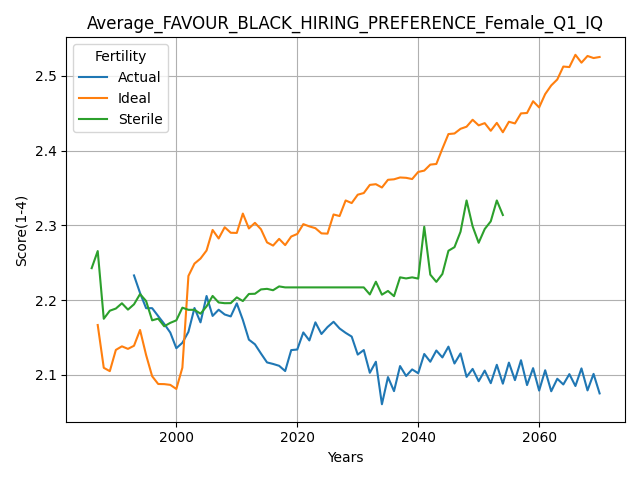 Average_FAVOUR_BLACK_HIRING_PREFERENCE_Female_Q1_IQ
Fertility
Actual
Ideal
Sterile
Score(1-4)
2.5
2.4
2.3
2.2
2.1
2000
2020
2040
2060
Years